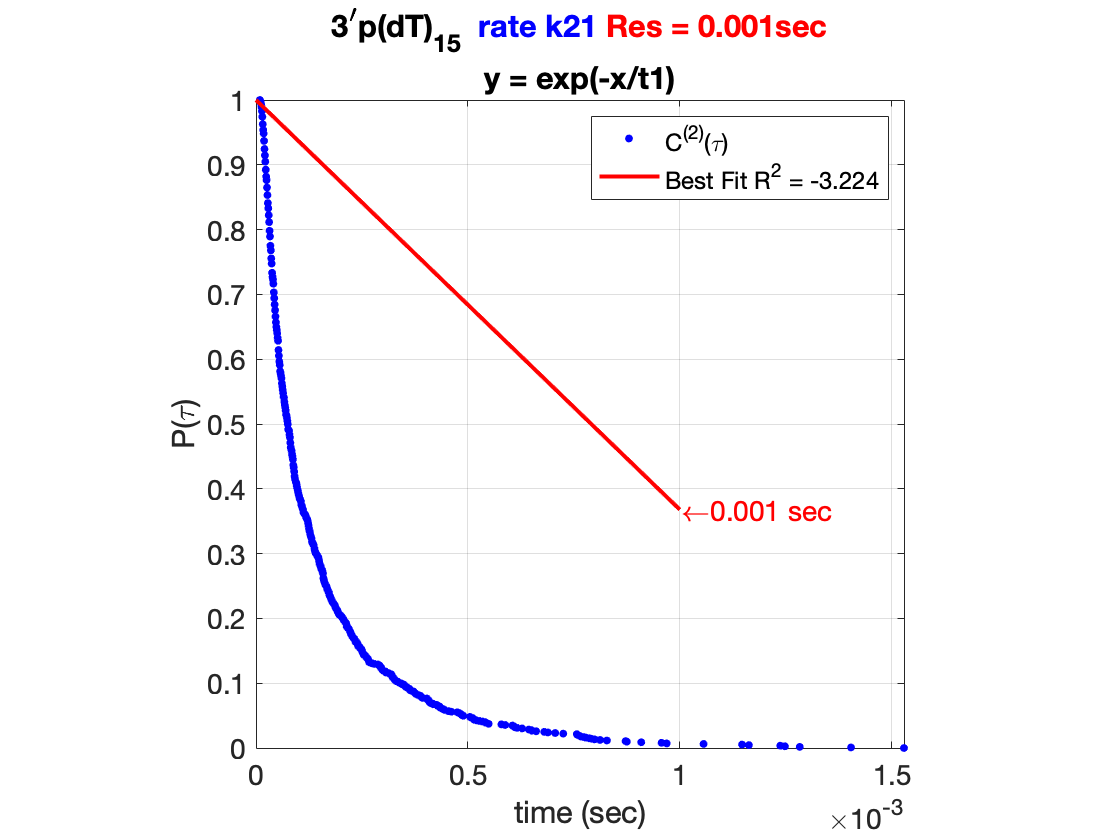 3′p(dT)₁₅ rate k21 Res = 0.001sec
y = exp(-x/t1)
C⁽²⁾(τ)
Best Fit R² = -3.224
1
0.9
0.8
0.7
0.6
0.5
0.4
0.3
0.2
0.1
0
P(τ)
←0.001 sec
0 0.5 1 1.5
time (sec)
×10⁻³